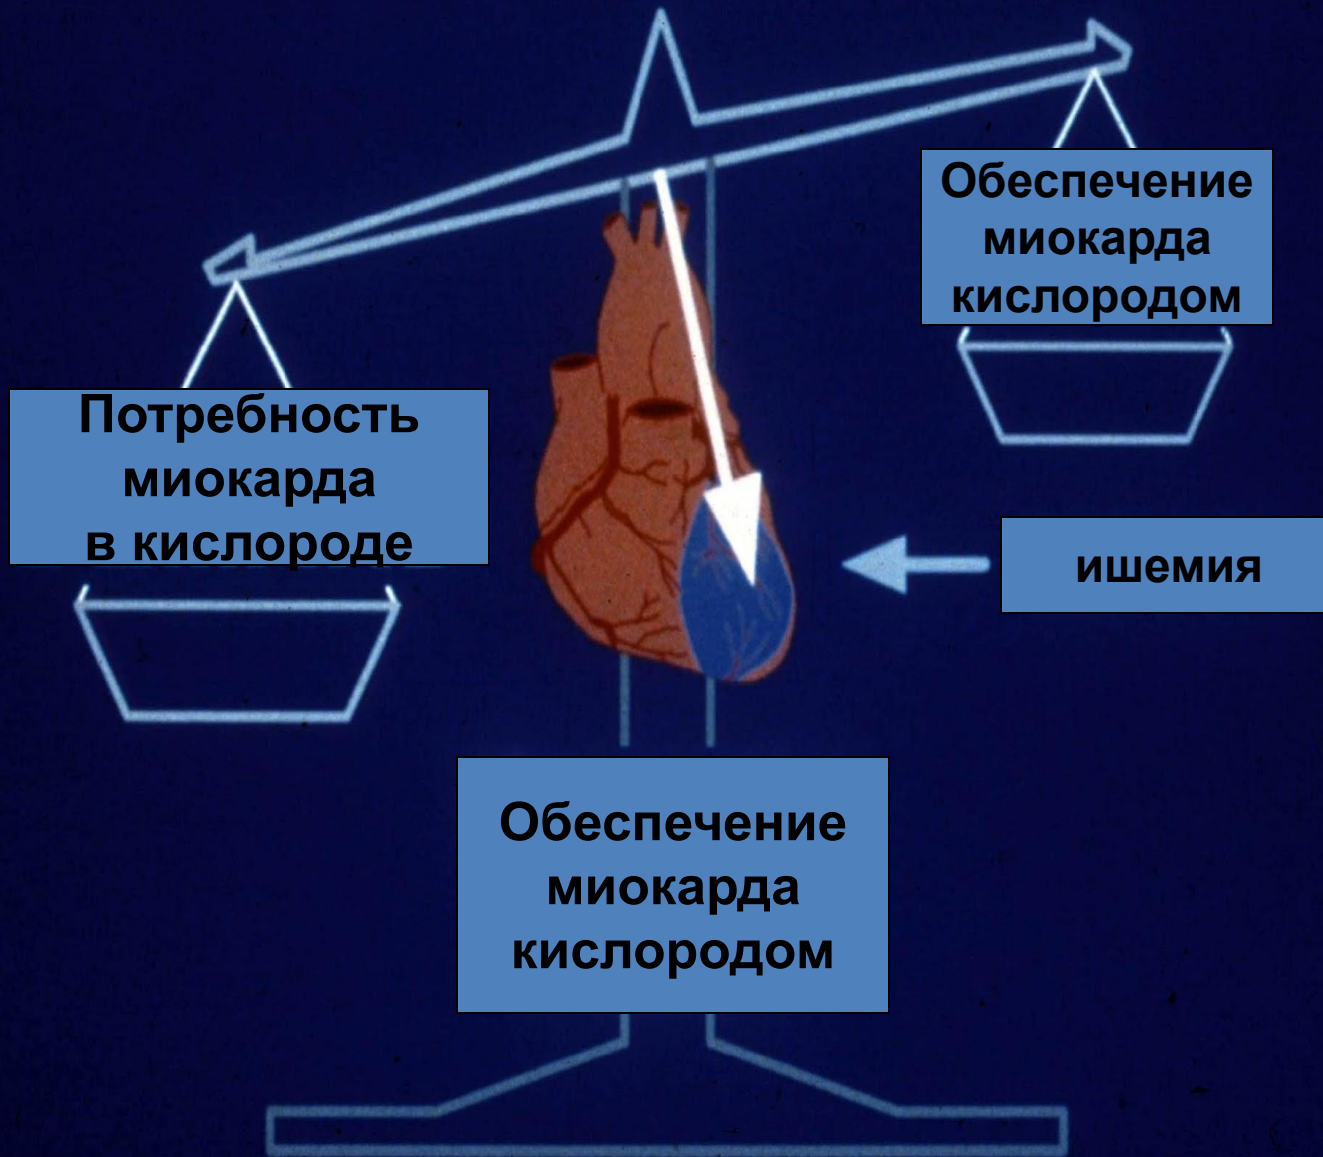 Обеспечение
миокарда
кислородом
Потребность
миокарда
в кислороде
ишемия
Обеспечение
миокарда
кислородом